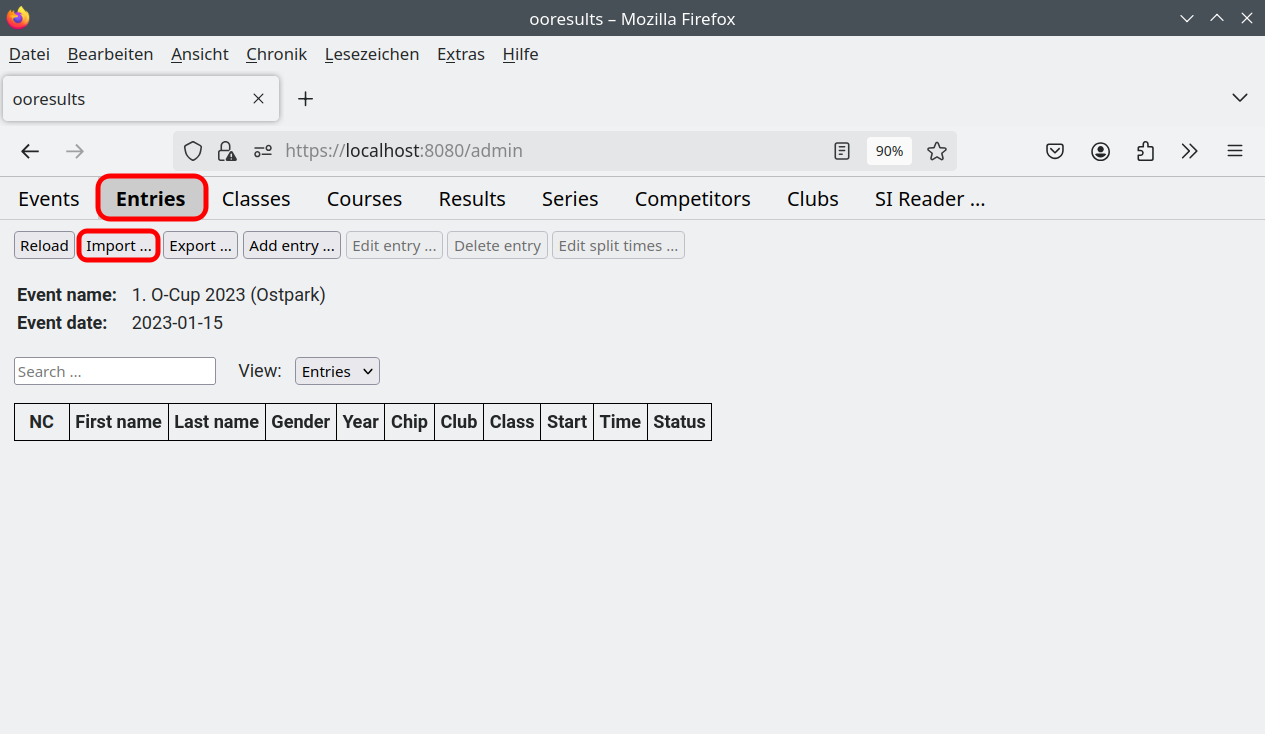 ooresults – Mozilla Firefox
Datei Bearbeiten Ansicht Chronik Lesezeichen Extras Hilfe
ooresults
https://localhost:8080/admin 90%
Events Entries Classes Courses Results Series Competitors Clubs SI Reader ...
Reload Import ... Export ... Add entry ... Edit entry ... Delete entry Edit split times ...
Event name: 1. O-Cup 2023 (Ostpark)
Event date: 2023-01-15
Search ... View: Entries
NC First name Last name Gender Year Chip Club Class Start Time Status